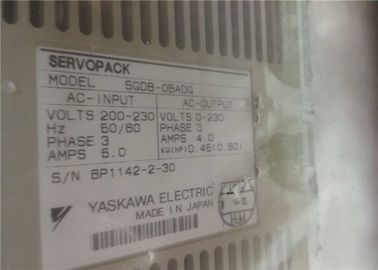 SERVOPACK
MODEL SGDB-05ADG
AC-INPUT AC-OUTPUT
VOLTS 200-230 VOLTS 0-230
Hz 50/60 PHASE 3
PHASE 3 AMPS 4.0
AMPS 5.0 KW(HP) 0.45(0.60)
S/N 6P1142-2-30
YASKAWA ELECTRIC
MADE IN JAPAN